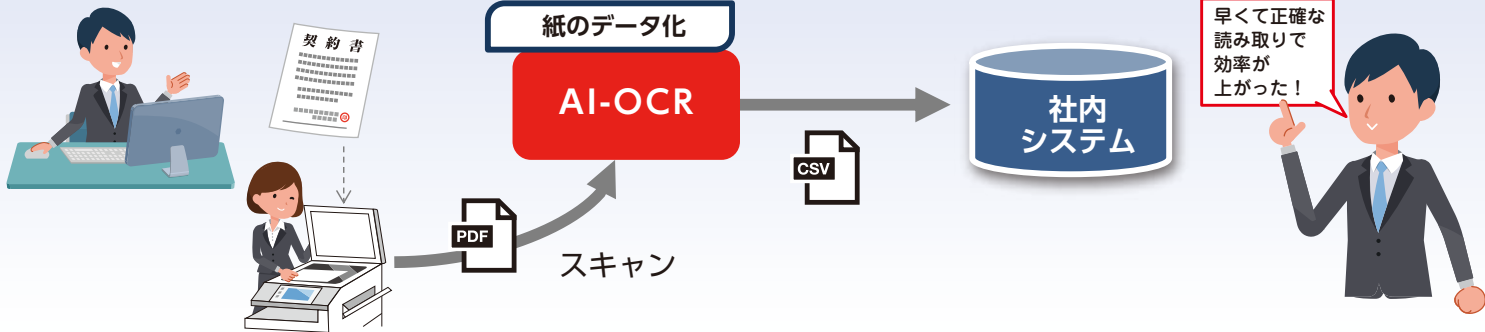 契約書
紙のデータ化
AI-OCR
PDF
スキャン
CSV
社内
システム
早くて正確な
読み取りで
効率が
上がった！